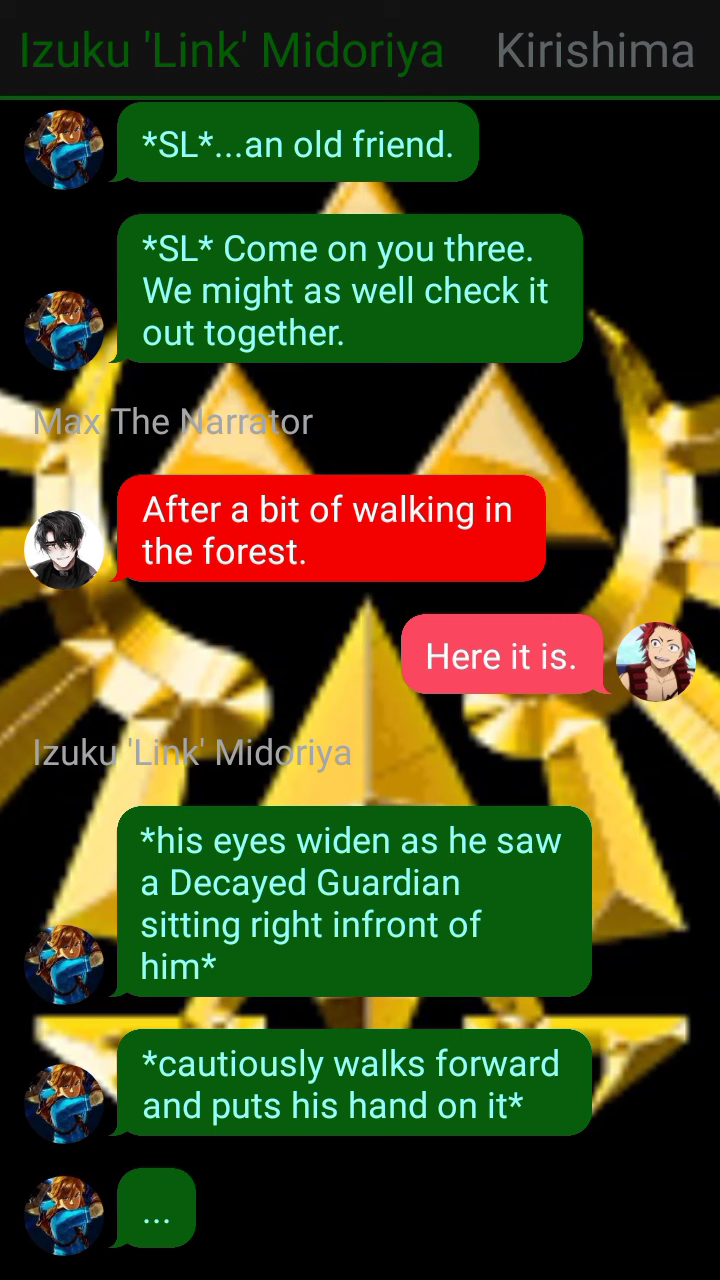 Izuku 'Link' Midoriya Kirishima
*SL*...an old friend.
*SL* Come on you three.
We might as well check it
out together.
Max The Narrator
After a bit of walking in
the forest.
Here it is.
Izuku 'Link' Midoriya
*his eyes widen as he saw
a Decayed Guardian
sitting right infront of
him*
*cautiously walks forward
and puts his hand on it*
...